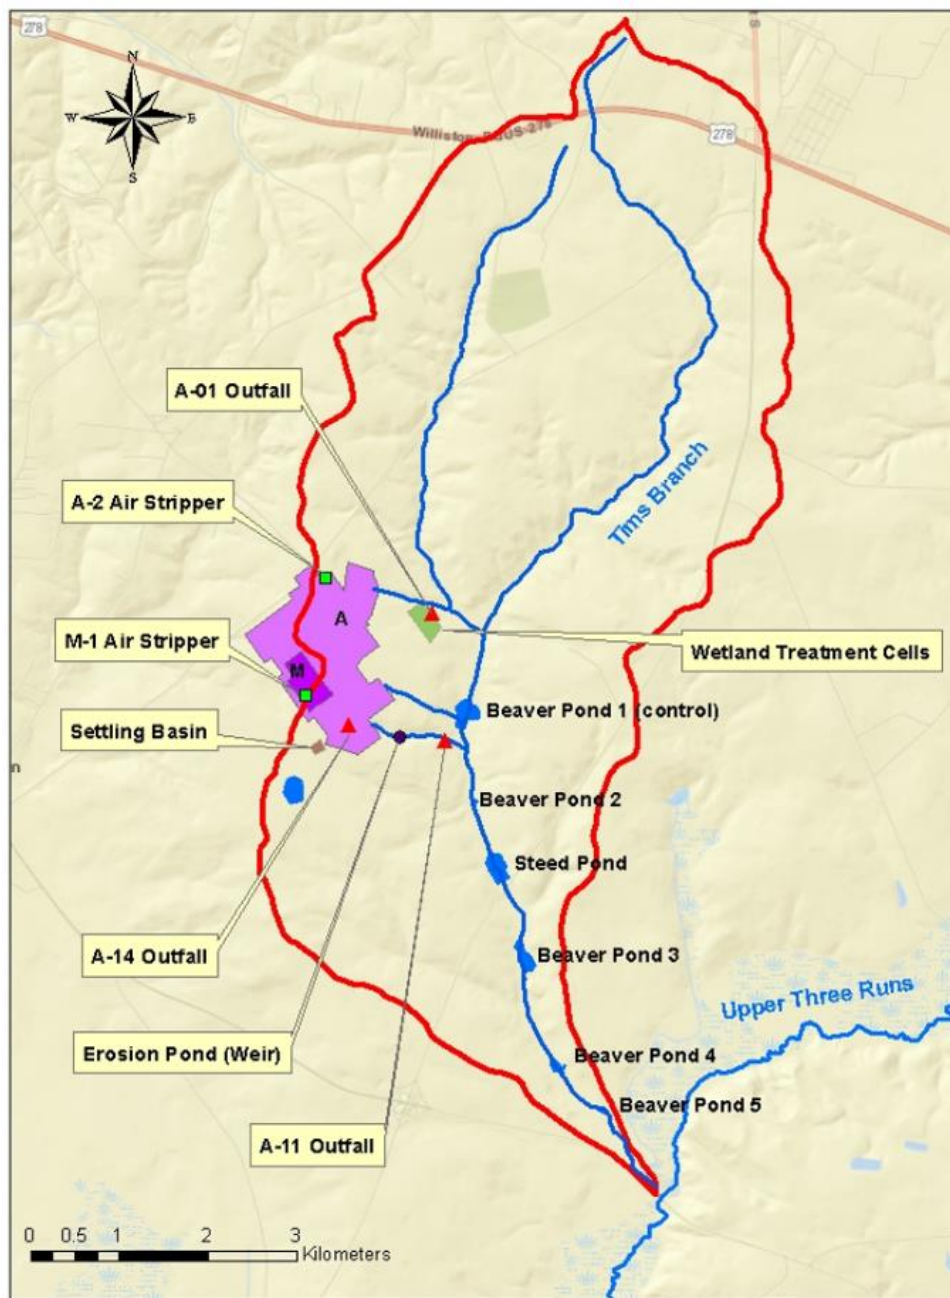 278
N
W
E
S
S
Williston
US-278
278
A-01 Outfall
Tims Branch
A-2 Air Stripper
A
M-1 Air Stripper
M
Wetland Treatment Cells
Settling Basin
Beaver Pond 1 (control)
n
Beaver Pond 2
Steed Pond
A-14 Outfall
Beaver Pond 3
Upper Three Runs
Erosion Pond (Weir)
Beaver Pond 4
Beaver Pond 5
A-11 Outfall
0 0.5 1 2 3
Kilometers